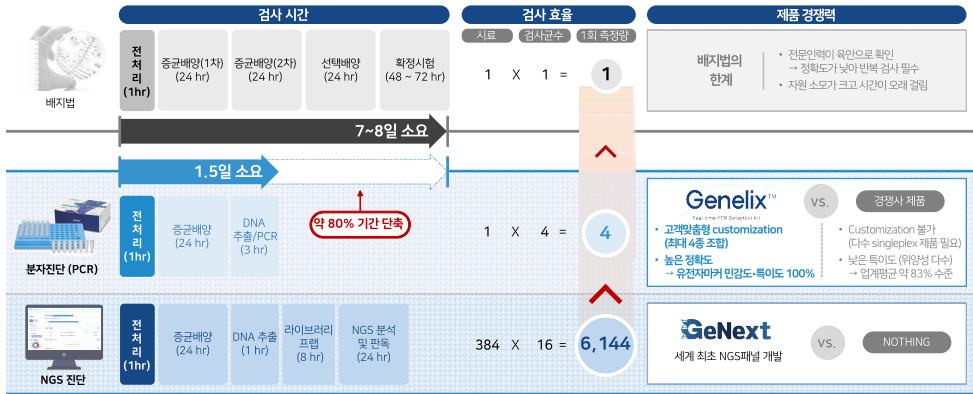 검사 시간
검사 효율
제품 경쟁력
시료
검사균수
1회 측정량
배지법
전
처
리
(1hr)
증균배양(1차)
(24 hr)
증균배양(2차)
(24 hr)
선택배양
(24 hr)
확정시험
(48 ~ 72 hr)
1 X 1 = 1
배지법의
한계
• 전문인력이 육안으로 확인
→ 정확도가 낮아 반복 검사 필수
• 자원 소모가 크고 시간이 오래 걸림
7~8일 소요
1.5일 소요
약 80% 기간 단축
분자진단 (PCR)
전
처
리
(1hr)
증균배양
(24 hr)
DNA
추출/PCR
(3 hr)
1 X 4 = 4
Genelix™
Real time PCR Detection Kit
• 고객맞춤형 customization
(최대 4종 조합)
• 높은 정확도
→ 유전자마커 민감도·특이도 100%
VS.
경쟁사 제품
• Customization 불가
(다수 singleplex 제품 필요)
• 낮은 특이도 (위양성 다수)
→ 업계평균 약 83% 수준
NGS 진단
전
처
리
(1hr)
증균배양
(24 hr)
DNA 추출
(1 hr)
라이브러리
프랩
(8 hr)
NGS 분석
및 판독
(24 hr)
384 X 16 = 6,144
GeNext
세계 최초 NGS패널 개발
VS.
NOTHING